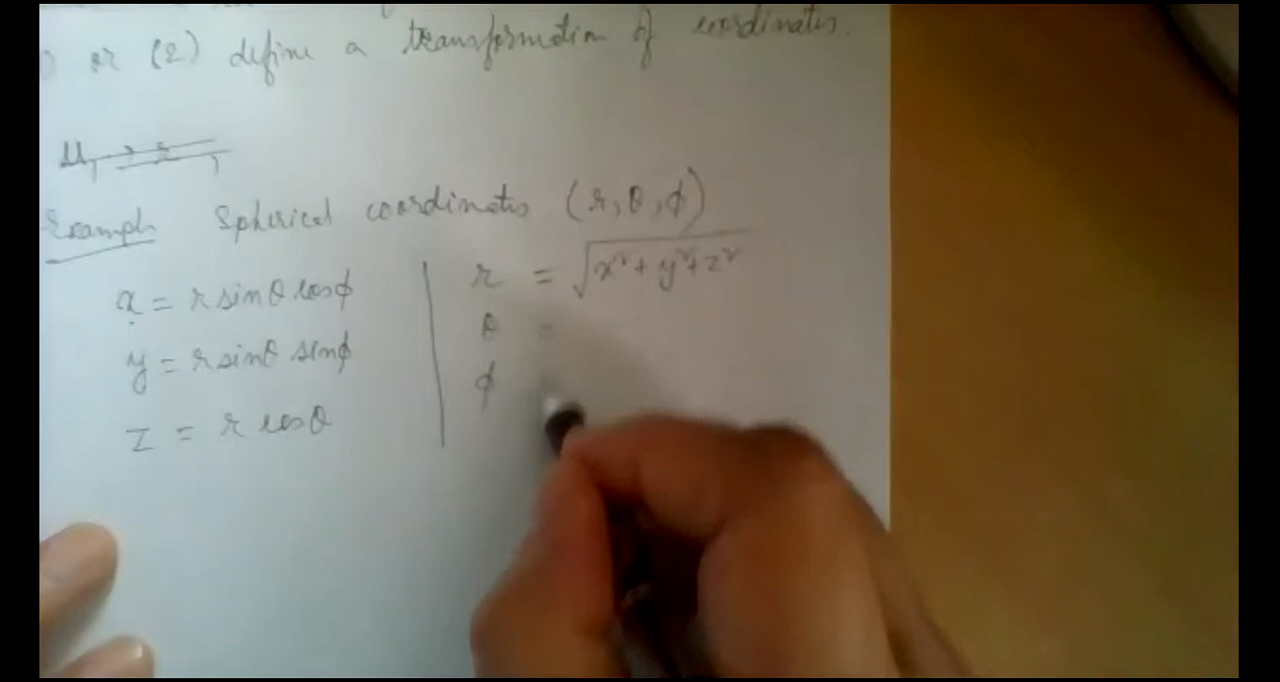 or (2) define a transformation of coordinates.
Example Spherical coordinates (r, θ, ϕ)
x = r sinθ cosϕ
y = r sinθ sinϕ
z = r cosθ
r = √x²+y²+z²
θ =
ϕ